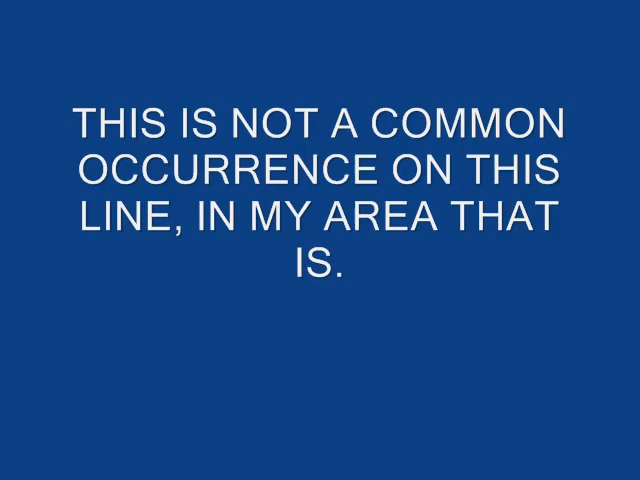 THIS IS NOT A COMMON
OCCURRENCE ON THIS
LINE, IN MY AREA THAT
IS.